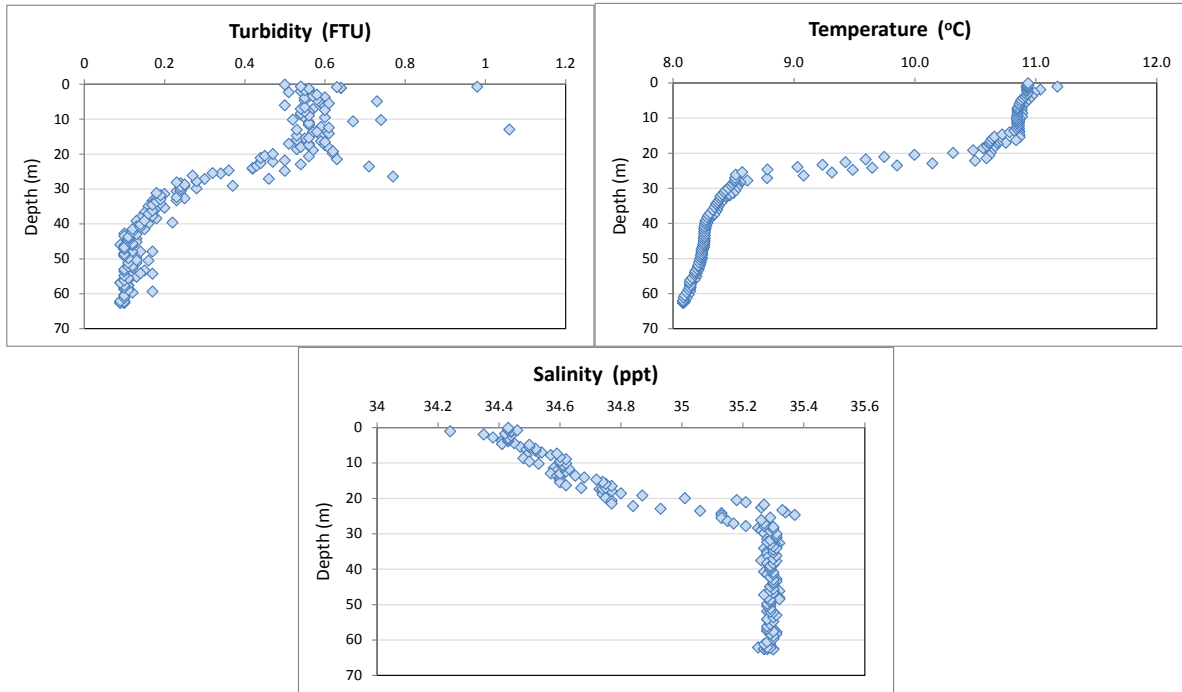 Turbidity (FTU)
0 0.2 0.4 0.6 0.8 1 1.2
0
10
20
30
40
50
60
70
Depth (m)
Temperature (°C)
8.0 9.0 10.0 11.0 12.0
0
10
20
30
40
50
60
70
Depth (m)
Salinity (ppt)
34 34.2 34.4 34.6 34.8 35 35.2 35.4 35.6
0
10
20
30
40
50
60
70
Depth (m)